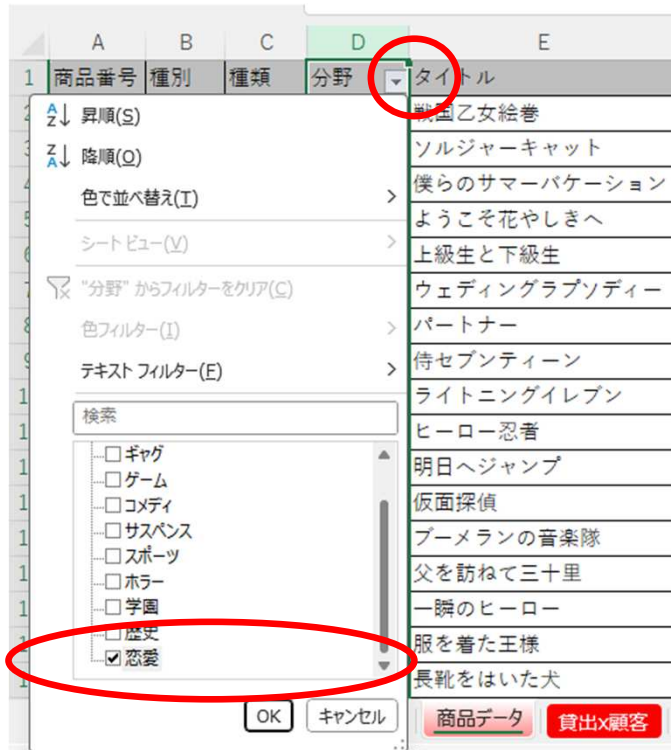 A B C D E
1 商品番号 種別 種類 分野 タイトル
昇順(S)
降順(O)
色で並べ替え(T)
シート ビュー(V)
"分野" からフィルターをクリア(C)
色フィルター(I)
テキスト フィルター(F)
検索
ギャグ
ゲーム
コメディ
サスペンス
スポーツ
ホラー
学園
歴史
恋愛
OK キャンセル
戦国乙女絵巻
ソルジャーキャット
僕らのサマーバケーション
ようこそ花やしきへ
上級生と下級生
ウェディングラプソディー
パートナー
侍セブンティーン
ライトニングイレブン
ヒーロー忍者
明日へジャンプ
仮面探偵
ブーメランの音楽隊
父を訪ねて三十里
一瞬のヒーロー
服を着た王様
長靴をはいた犬
商品データ 貸出x顧客